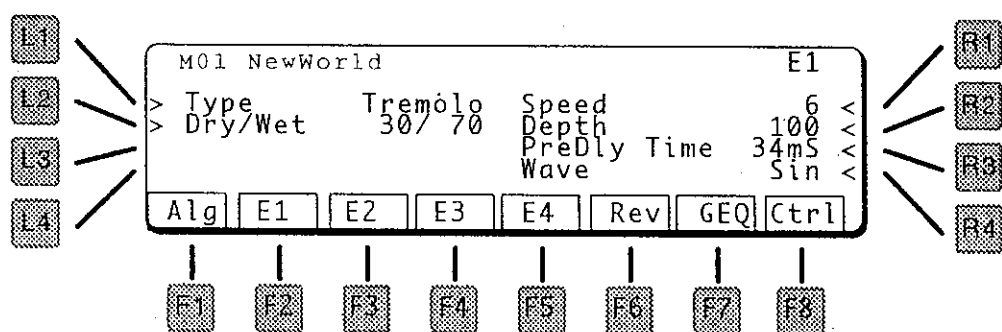 L1
L2
L3
L4
M01 NewWorld E1
> Type Tremolo Speed 6 <
> Dry/Wet 30/ 70 Depth 100 <
PreDly Time 34mS <
Wave Sin <
Alg E1 E2 E3 E4 Rev GEQ Ctrl
R1
R2
R3
R4
F1 F2 F3 F4 F5 F6 F7 F8